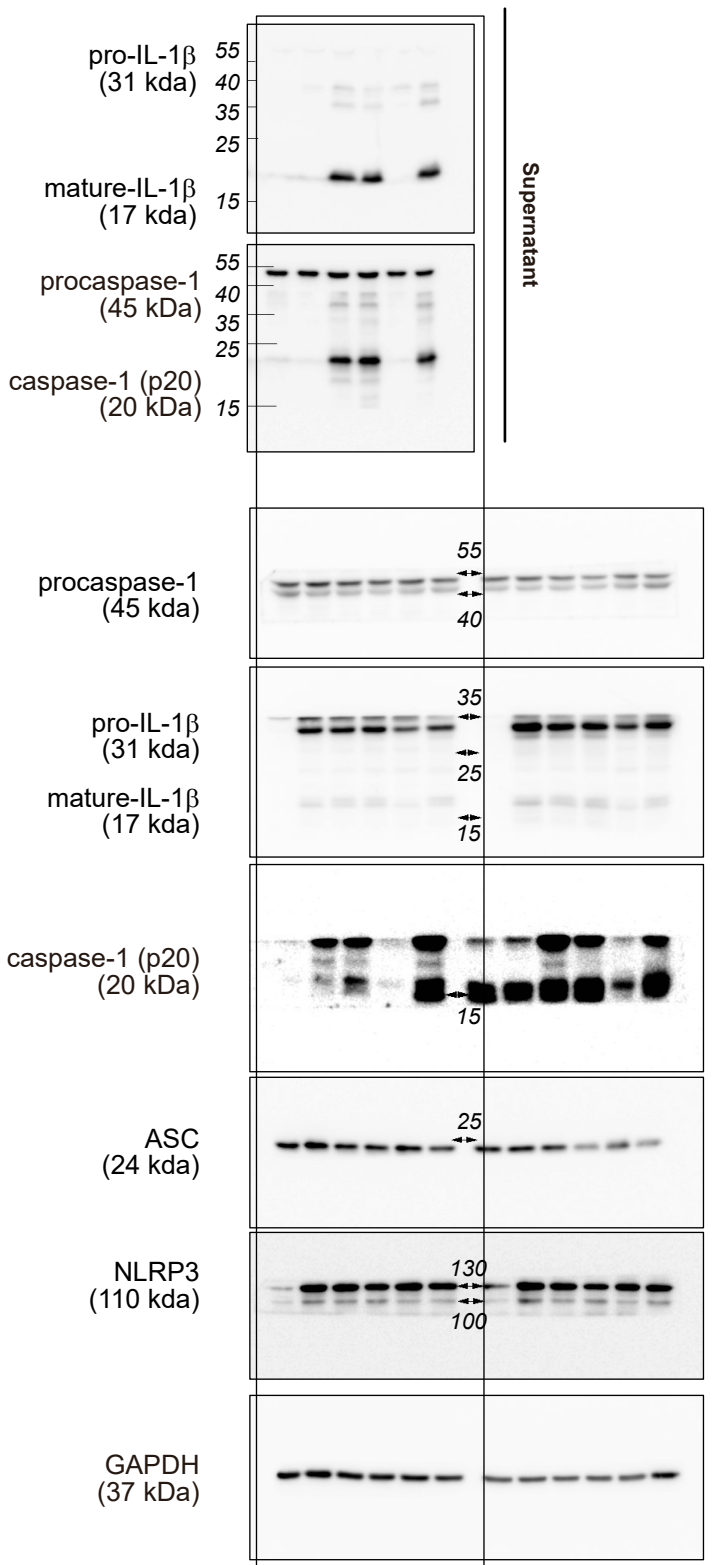 pro-IL-1β
(31 kda)
55
40
35
25
15
mature-IL-1β
(17 kda)
Supernatant
procaspase-1
(45 kDa)
55
40
35
25
15
caspase-1 (p20)
(20 kDa)
procaspase-1
(45 kda)
55
40
pro-IL-1β
(31 kda)
35
25
15
mature-IL-1β
(17 kda)
caspase-1 (p20)
(20 kDa)
15
ASC
(24 kda)
25
NLRP3
(110 kda)
130
100
GAPDH
(37 kDa)